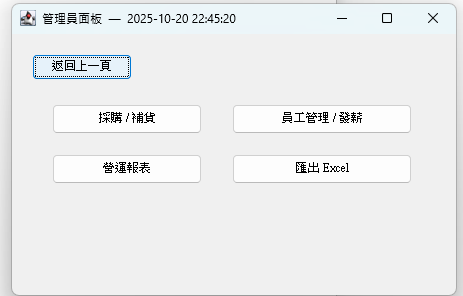 管理員面板 — 2025-10-20 22:45:20
返回上一頁
採購 / 補貨 員工管理 / 發薪
營運報表 匯出 Excel